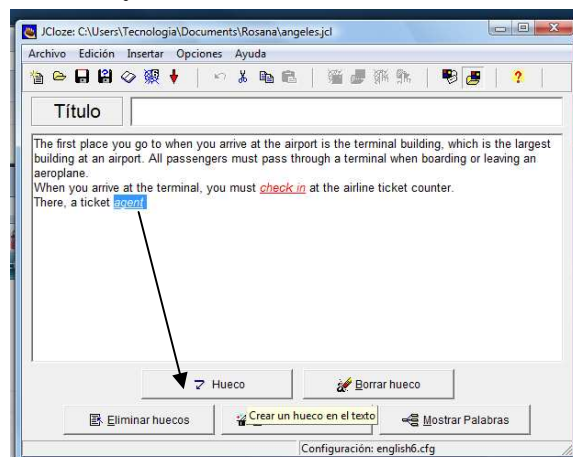 JCloze: C:\Users\Tecnologia\Documents\Rosana\angeles.jcl
Archivo Edición Insertar Opciones Ayuda
Título
The first place you go to when you arrive at the airport is the terminal building, which is the largest
building at an airport. All passengers must pass through a terminal when boarding or leaving an
aeroplane.
When you arrive at the terminal, you must check in at the airline ticket counter.
There, a ticket agent
Hueco Borrar hueco
Eliminar huecos Crear un hueco en el texto Mostrar Palabras
Configuración: english6.cfg